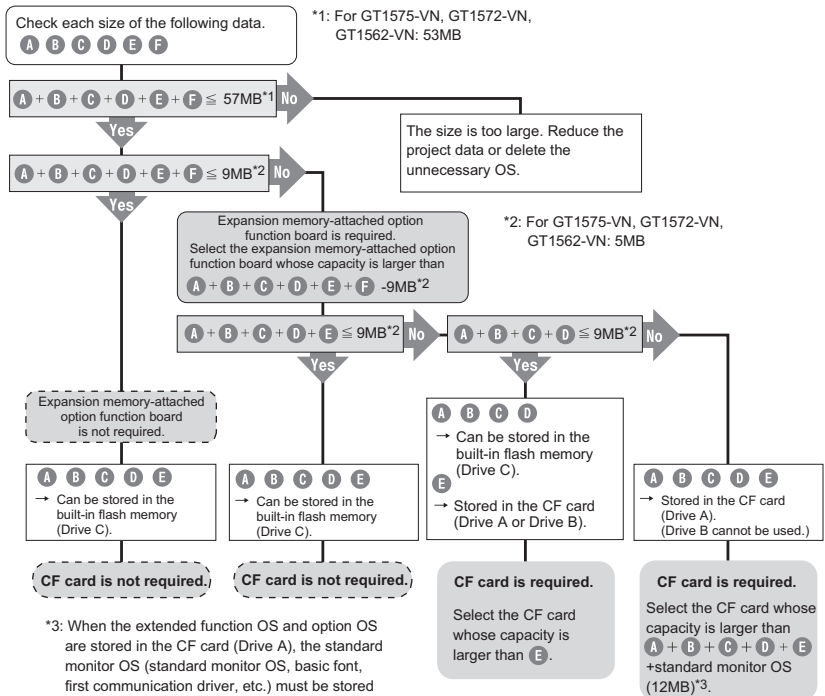 Check each size of the following data.
A B C D E F
*1: For GT1575-VN, GT1572-VN,
GT1562-VN: 53MB
A + B + C + D + E + F ≦ 57MB*1 No
Yes
The size is too large. Reduce the
project data or delete the
unnecessary OS.
A + B + C + D + E + F ≦ 9MB*2 No
Yes
Expansion memory-attached option
function board is required.
Select the expansion memory-attached option
function board whose capacity is larger than
A + B + C + D + E + F -9MB*2
*2: For GT1575-VN, GT1572-VN,
GT1562-VN: 5MB
A + B + C + D + E ≦ 9MB*2 No
Yes
A + B + C + D ≦ 9MB*2 No
Yes
Expansion memory-attached
option function board
is not required.
A B C D E
→ Can be stored in the
built-in flash memory
(Drive C).
CF card is not required.
A B C D E
→ Can be stored in the
built-in flash memory
(Drive C).
CF card is not required.
A B C D
→ Can be stored in the
built-in flash memory
(Drive C).
E
→ Stored in the CF card
(Drive A or Drive B).
CF card is required.
Select the CF card
whose capacity is
larger than E.
A B C D E
→ Stored in the CF card
(Drive A).
(Drive B cannot be used.)
CF card is required.
Select the CF card whose
capacity is larger than
A + B + C + D + E
+standard monitor OS
(12MB)*3.
*3: When the extended function OS and option OS
are stored in the CF card (Drive A), the standard
monitor OS (standard monitor OS, basic font,
first communication driver, etc.) must be stored